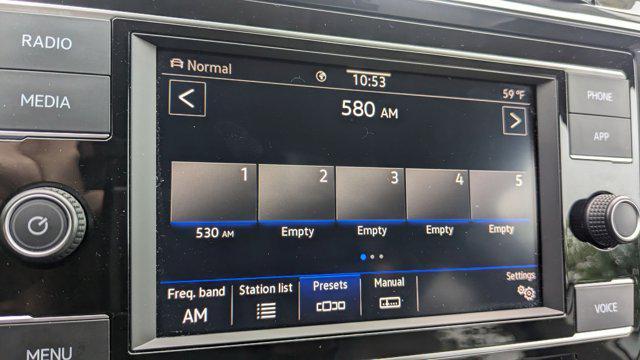 RADIO
MEDIA
MENU
Normal
10:53
59 °F
580 AM
<
>
1
2
3
4
5
530 AM
Empty
Empty
Empty
Empty
Freq. band
AM
Station list
Presets
Manual
Settings
PHONE
APP
VOICE